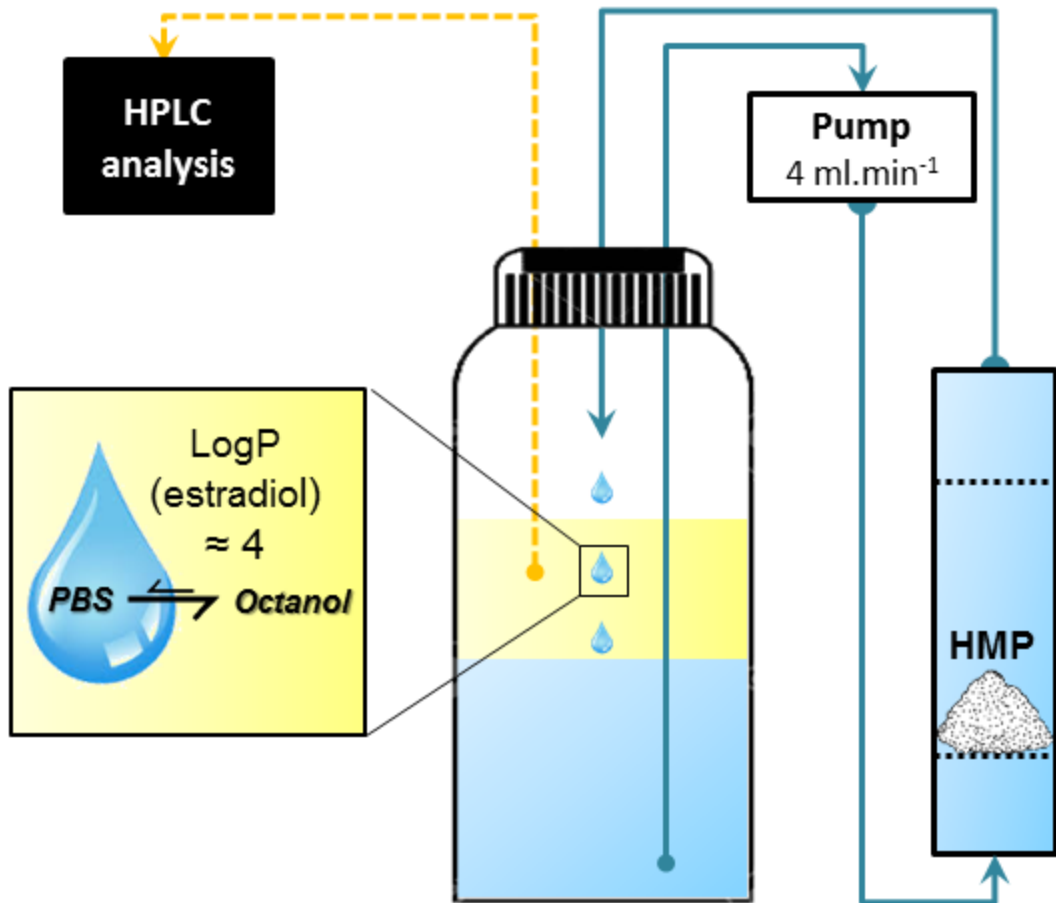 HPLC
analysis
Pump
4 ml.min⁻¹
LogP
(estradiol)
≈ 4
PBS
Octanol
HMP